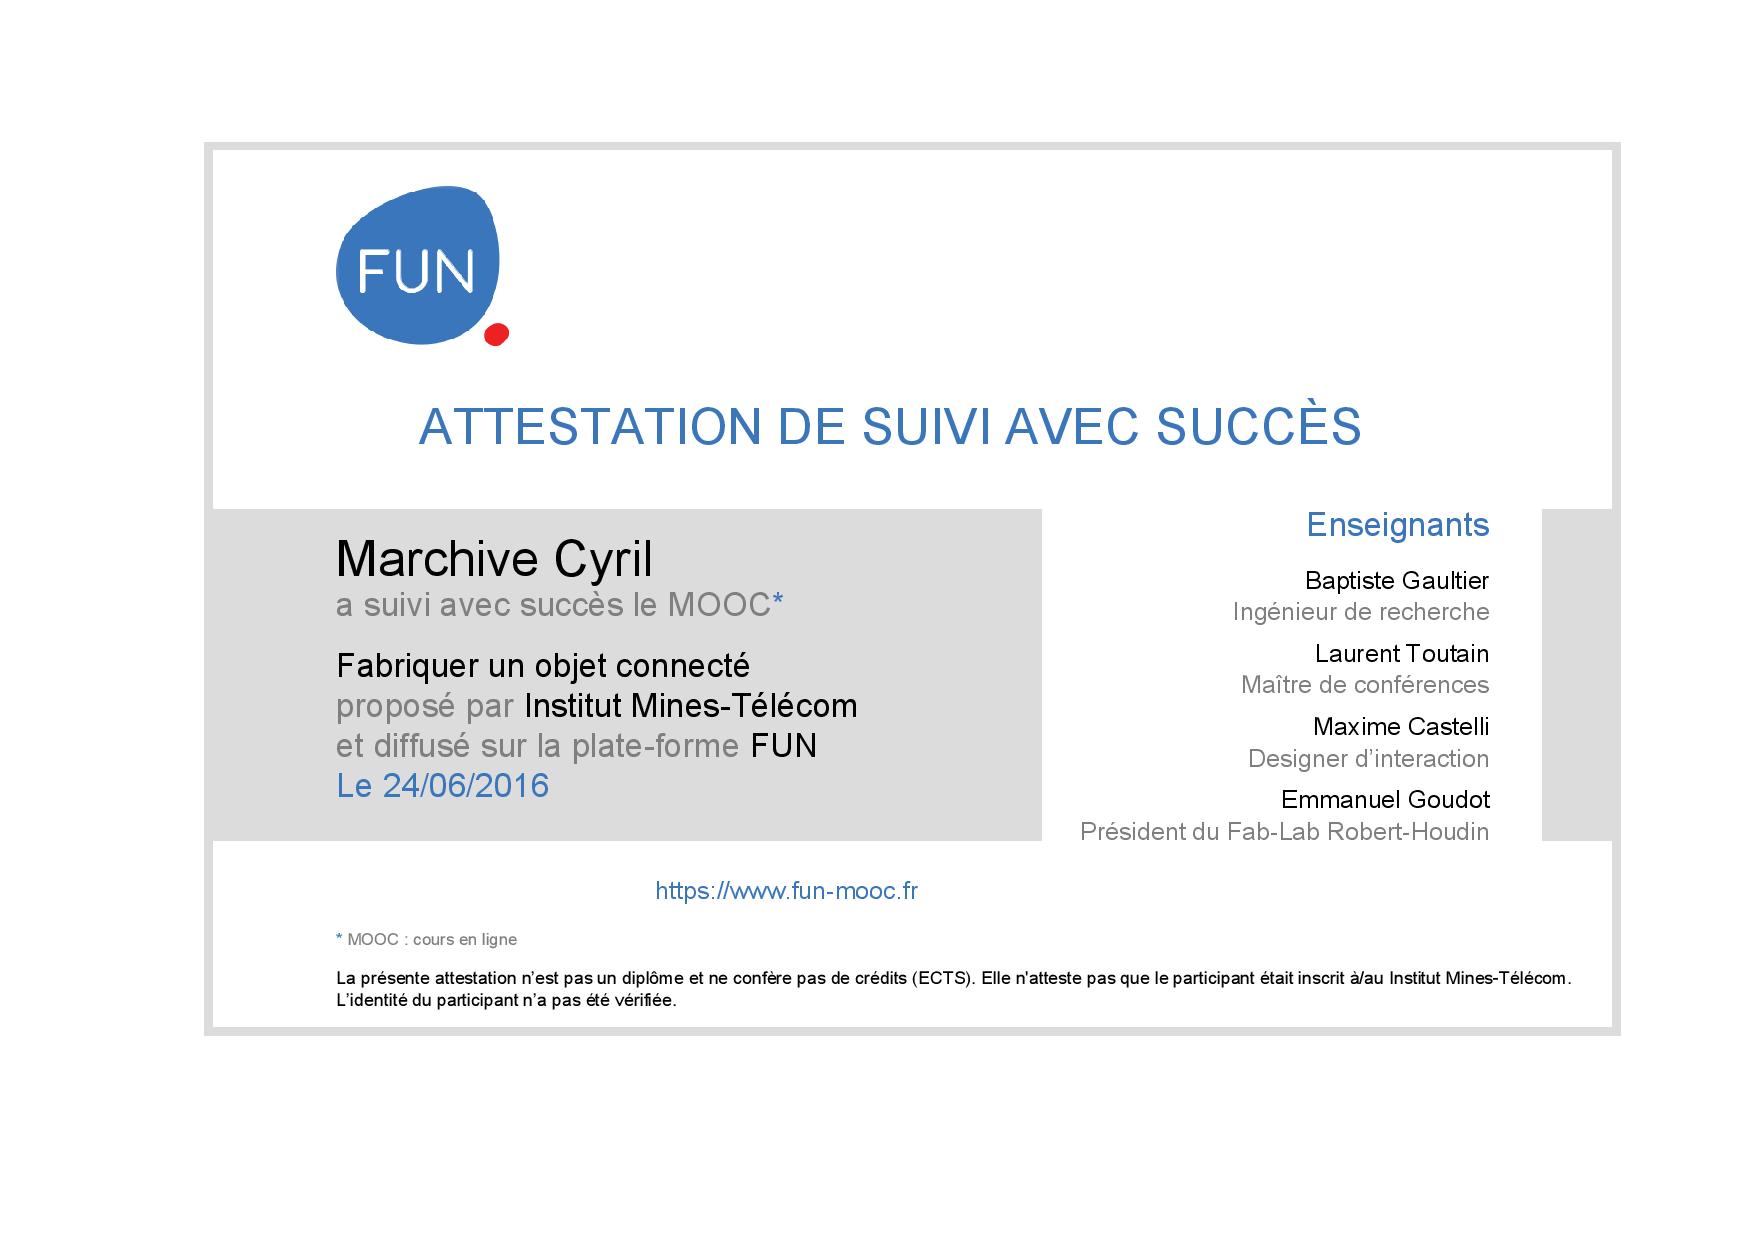 FUN
ATTESTATION DE SUIVI AVEC SUCCÈS
Marchive Cyril
a suivi avec succès le MOOC*
Fabriquer un objet connecté
proposé par Institut Mines-Télécom
et diffusé sur la plate-forme FUN
Le 24/06/2016
Enseignants
Baptiste Gaultier
Ingénieur de recherche
Laurent Toutain
Maître de conférences
Maxime Castelli
Designer d’interaction
Emmanuel Goudot
Président du Fab-Lab Robert-Houdin
https://www.fun-mooc.fr
* MOOC : cours en ligne
La présente attestation n’est pas un diplôme et ne confère pas de crédits (ECTS). Elle n'atteste pas que le participant était inscrit à/au Institut Mines-Télécom.
L’identité du participant n’a pas été vérifiée.